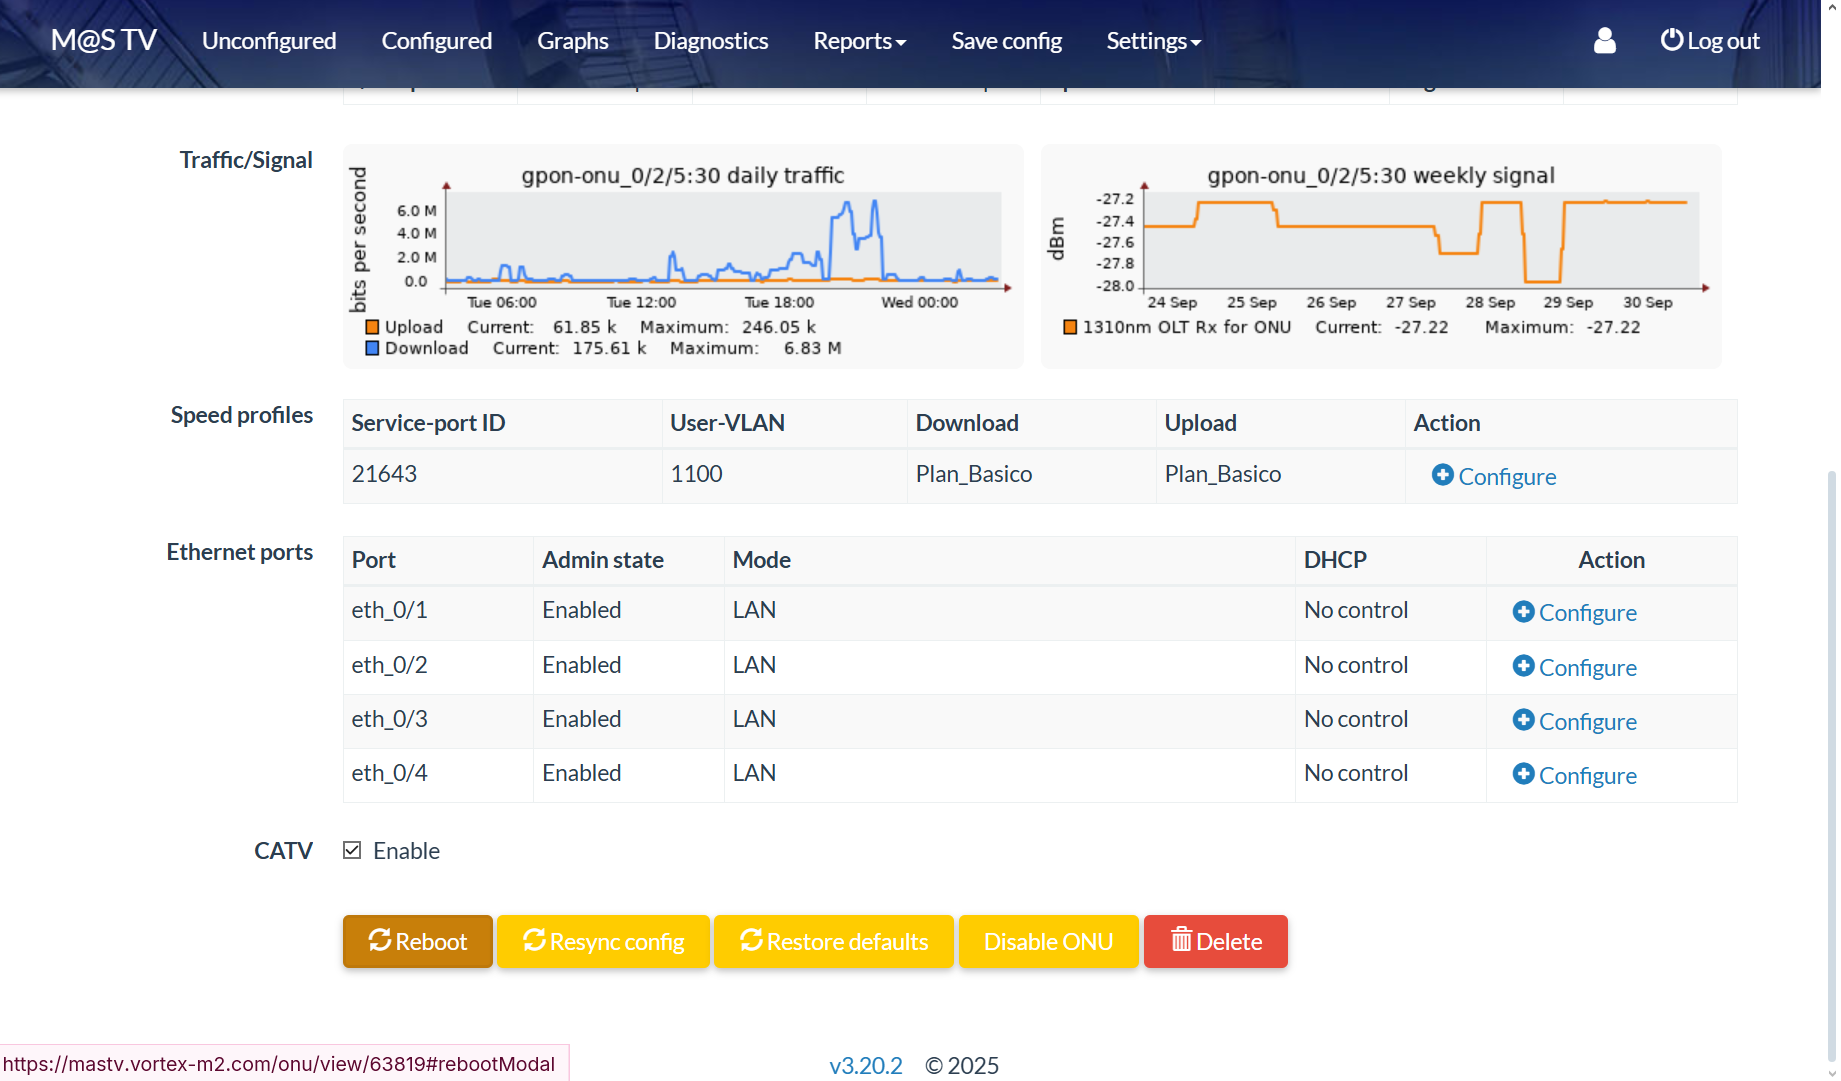 M@S TV Unconfigured Configured Graphs Diagnostics Reports Save config Settings Log out
Traffic/Signal
gpon-onu_0/2/5:30 daily traffic
bits per second
6.0 M
4.0 M
2.0 M
0.0
Tue 06:00 Tue 12:00 Tue 18:00 Wed 00:00
Upload Current: 61.85 k Maximum: 246.05 k
Download Current: 175.61 k Maximum: 6.83 M
gpon-onu_0/2/5:30 weekly signal
dBm
-27.2
-27.4
-27.6
-27.8
-28.0
24 Sep 25 Sep 26 Sep 27 Sep 28 Sep 29 Sep 30 Sep
1310nm OLT Rx for ONU Current: -27.22 Maximum: -27.22
Speed profiles
Service-port ID User-VLAN Download Upload Action
21643 1100 Plan_Basico Plan_Basico Configure
Ethernet ports
Port Admin state Mode DHCP Action
eth_0/1 Enabled LAN No control Configure
eth_0/2 Enabled LAN No control Configure
eth_0/3 Enabled LAN No control Configure
eth_0/4 Enabled LAN No control Configure
CATV Enable
Reboot Resync config Restore defaults Disable ONU Delete
https://mastv.vortex-m2.com/onu/view/63819#rebootModal
v3.20.2 © 2025